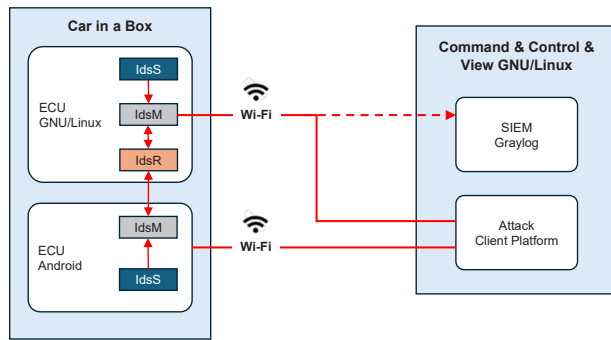 Car in a Box
IdsS
ECU
GNU/Linux
IdsM
IdsR
IdsM
ECU
Android
IdsS
Wi-Fi
Wi-Fi
Command & Control &
View GNU/Linux
SIEM
Graylog
Attack
Client Platform